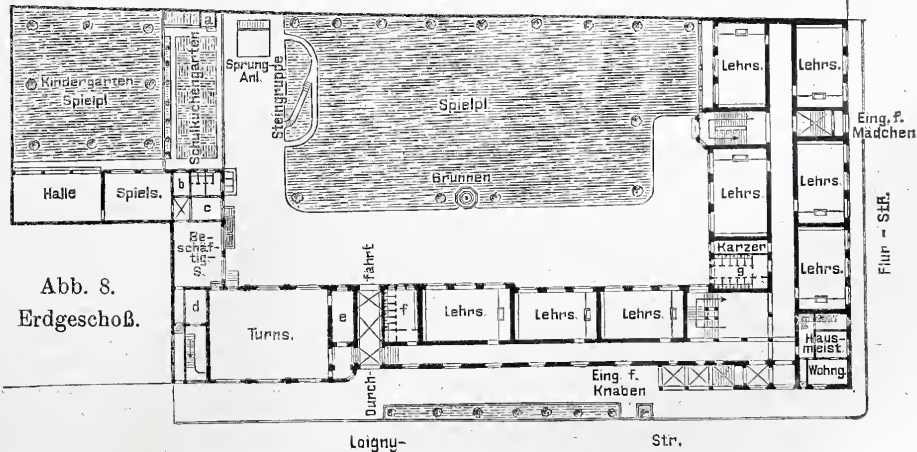 a
Kindergarten-
Spielpl.
Schulküchengarten
Sprung-
Anl.
Steingruppe
Spielpl.
Brunnen
Lehrs.
Lehrs.
Eing. f.
Mädchen
Lehrs.
Lehrs.
Karzer
g
Lehrs.
Flur-Str.
Halle
Spiels.
b
c
Be-
schäf-
tig-
S.
Abb. 8.
Erdgeschoß.
d
Turns.
e
Durch-
fahrt
f
Lehrs.
Lehrs.
Lehrs.
Haus-
meist.
Wohng.
Eing. f.
Knaben
Loigny-
Str.